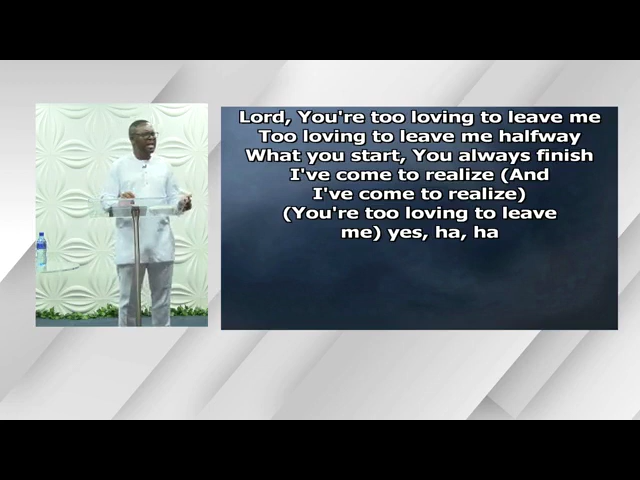 Lord, You're too loving to leave me
Too loving to leave me halfway
What you start, You always finish
I've come to realize (And
I've come to realize)
(You're too loving to leave
me) yes, ha, ha